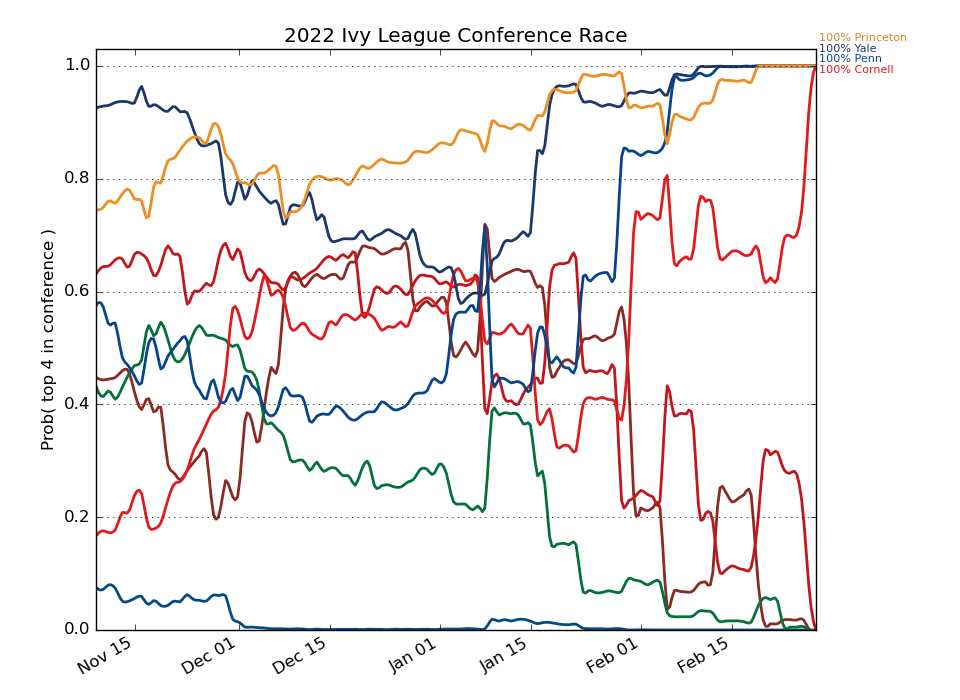 2022 Ivy League Conference Race
100% Princeton
100% Yale
100% Penn
100% Cornell
Prob( top 4 in conference )
1.0
0.8
0.6
0.4
0.2
0.0
Nov 15
Dec 01
Dec 15
Jan 01
Jan 15
Feb 01
Feb 15